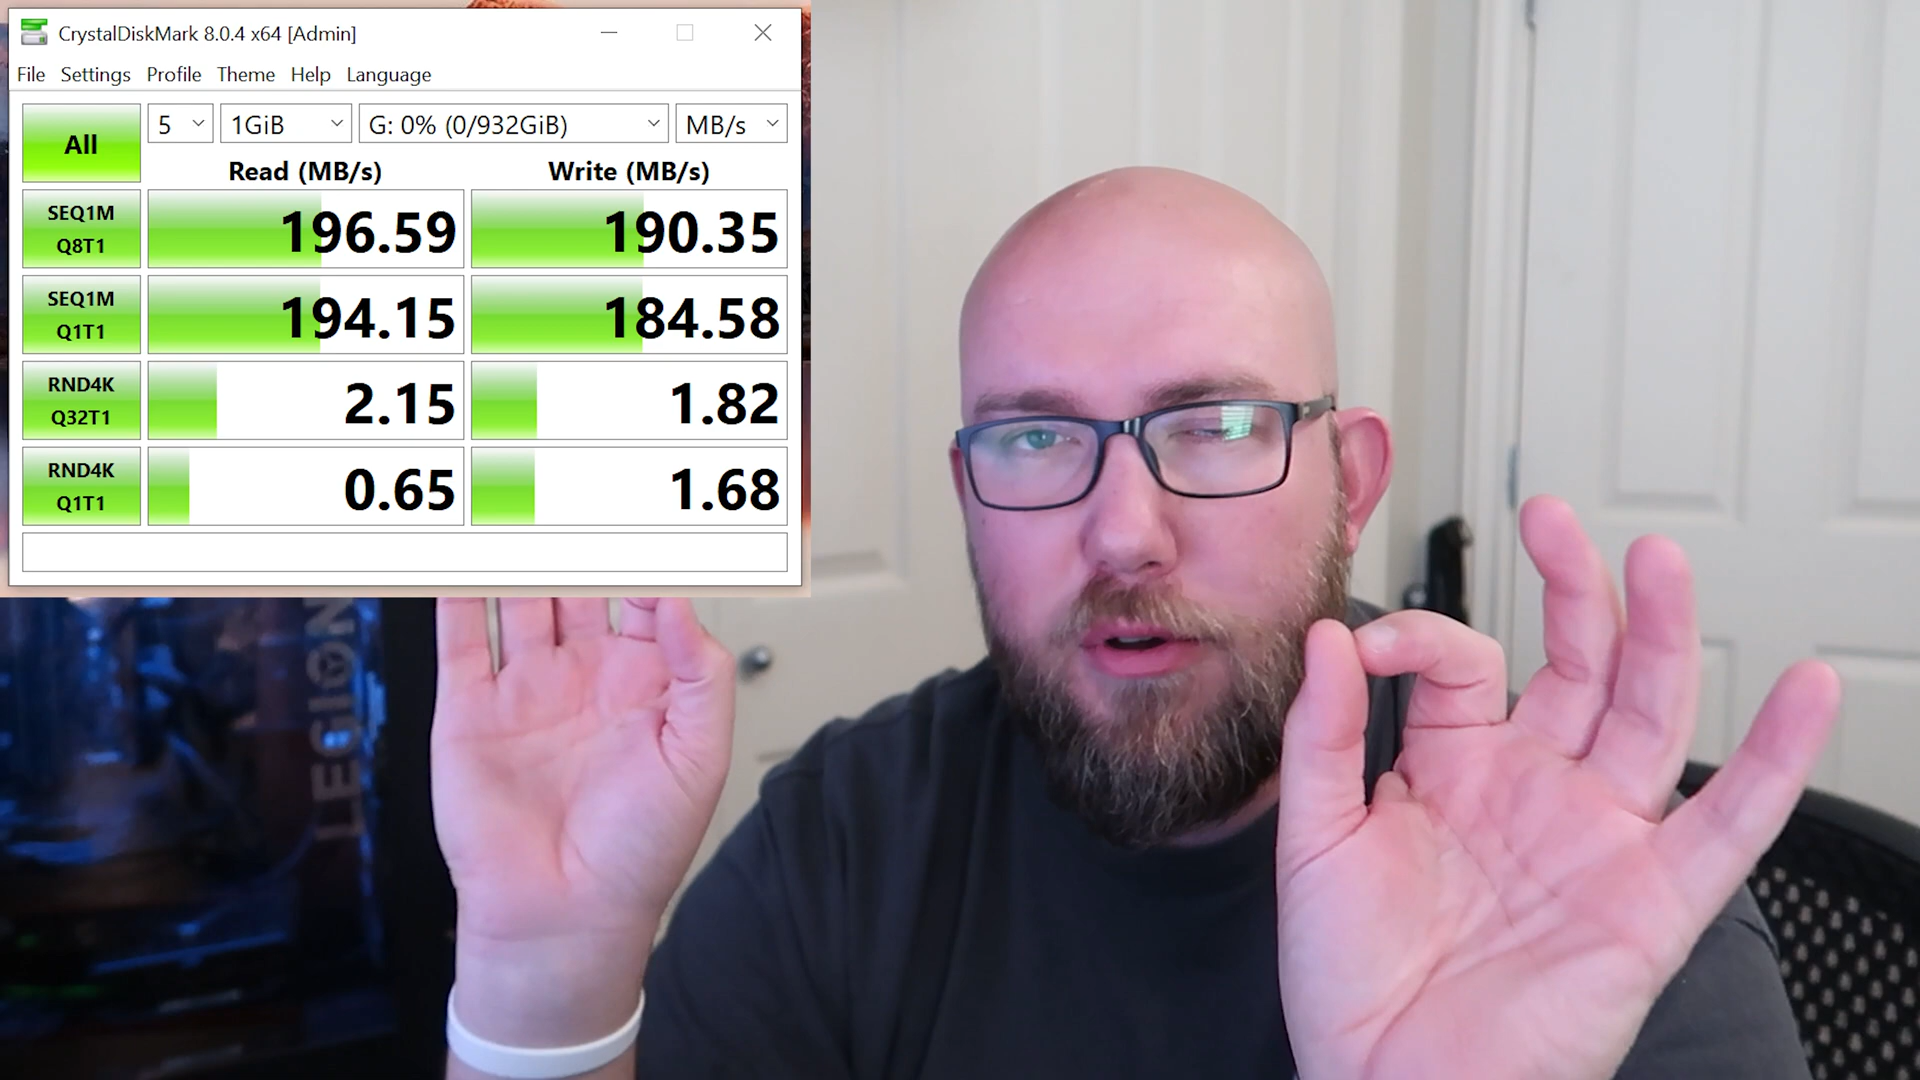 CrystalDiskMark 8.0.4 x64 [Admin]
File Settings Profile Theme Help Language
All 5 1GiB G: 0% (0/932GiB) MB/s
Read (MB/s) Write (MB/s)
SEQ1M
Q8T1 196.59 190.35
SEQ1M
Q1T1 194.15 184.58
RND4K
Q32T1 2.15 1.82
RND4K
Q1T1 0.65 1.68
LEGION